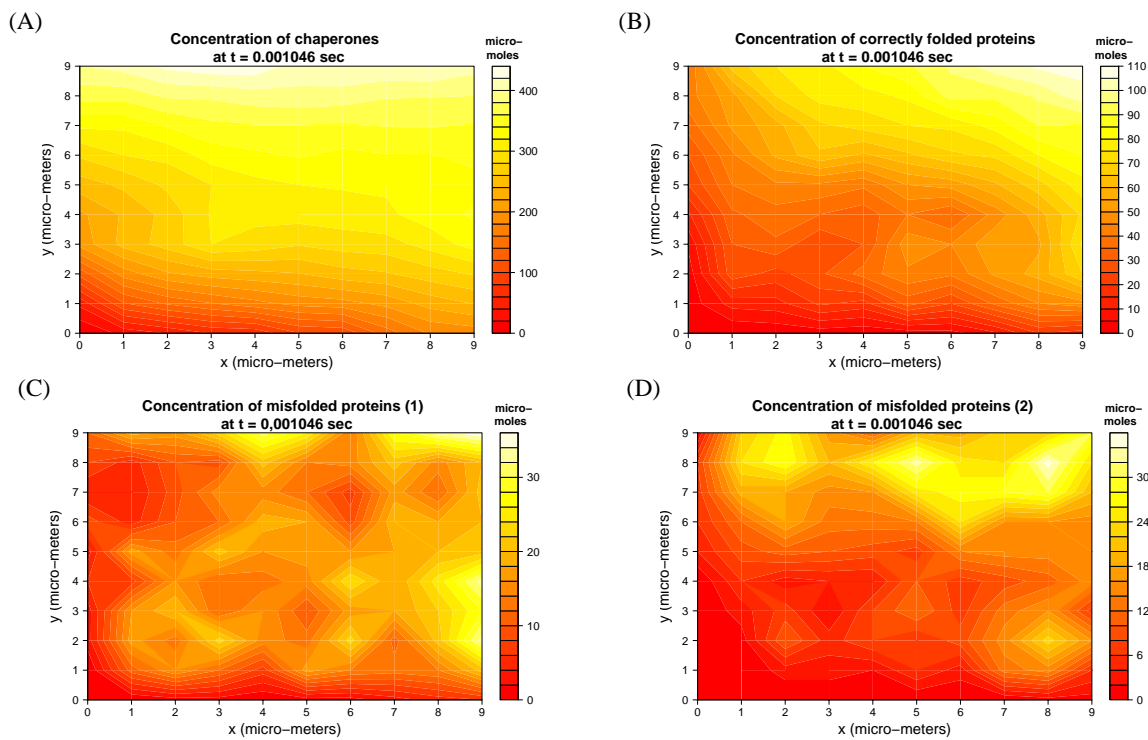 (A)
Concentration of chaperones
at t = 0.001046 sec
micro−
moles
9
8
7
6
5
4
3
2
1
0
y (micro−meters)
0 1 2 3 4 5 6 7 8 9
x (micro−meters)
400
300
200
100
0
(B)
Concentration of correctly folded proteins
at t = 0.001046 sec
micro−
moles
9
8
7
6
5
4
3
2
1
0
y (micro−meters)
0 1 2 3 4 5 6 7 8 9
x (micro−meters)
110
100
90
80
70
60
50
40
30
20
10
0
(C)
Concentration of misfolded proteins (1)
at t = 0,001046 sec
micro−
moles
9
8
7
6
5
4
3
2
1
0
y (micro−meters)
0 1 2 3 4 5 6 7 8 9
x (micro−meters)
30
20
10
0
(D)
Concentration of misfolded proteins (2)
at t = 0.001046 sec
micro−
moles
9
8
7
6
5
4
3
2
1
0
y (micro−meters)
0 1 2 3 4 5 6 7 8 9
x (micro−meters)
30
24
18
12
6
0